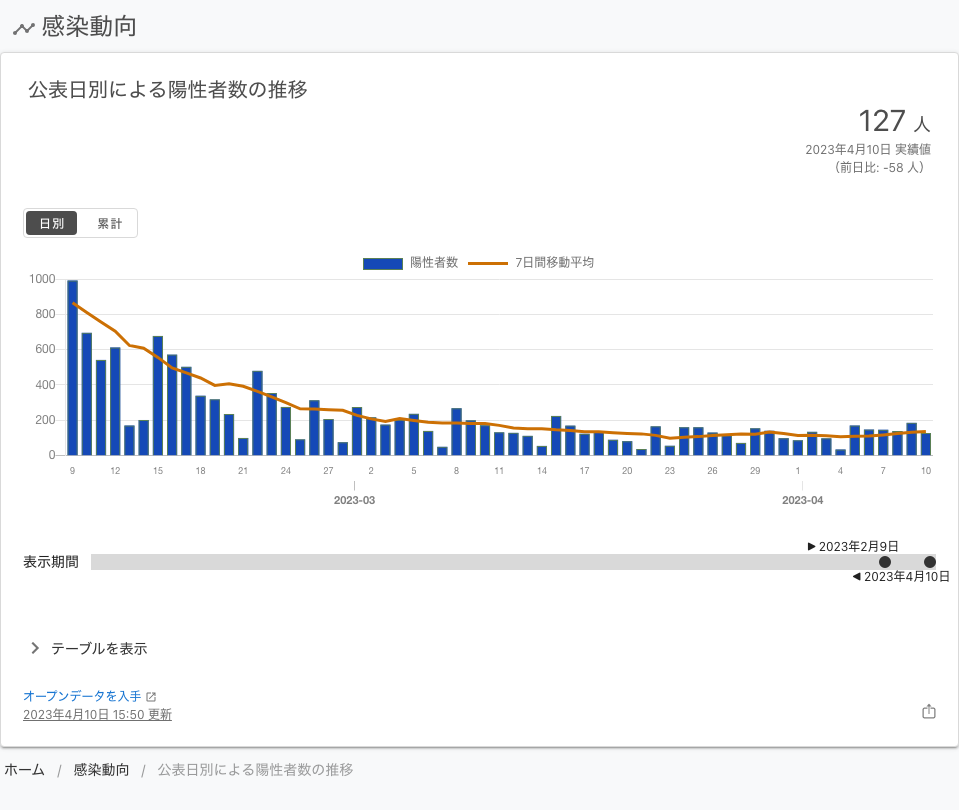 感染動向
公表日別による陽性者数の推移
127 人
2023年4月10日 実績値
（前日比: -58 人）
日別 累計
陽性者数 7日間移動平均
1000
800
600
400
200
0
9 12 15 18 21 24 27 2 5 8 11 14 17 20 23 26 29 1 4 7 10
2023-03 2023-04
▶ 2023年2月9日
表示期間
◀ 2023年4月10日
テーブルを表示
オープンデータを入手
2023年4月10日 15:50 更新
ホーム / 感染動向 / 公表日別による陽性者数の推移